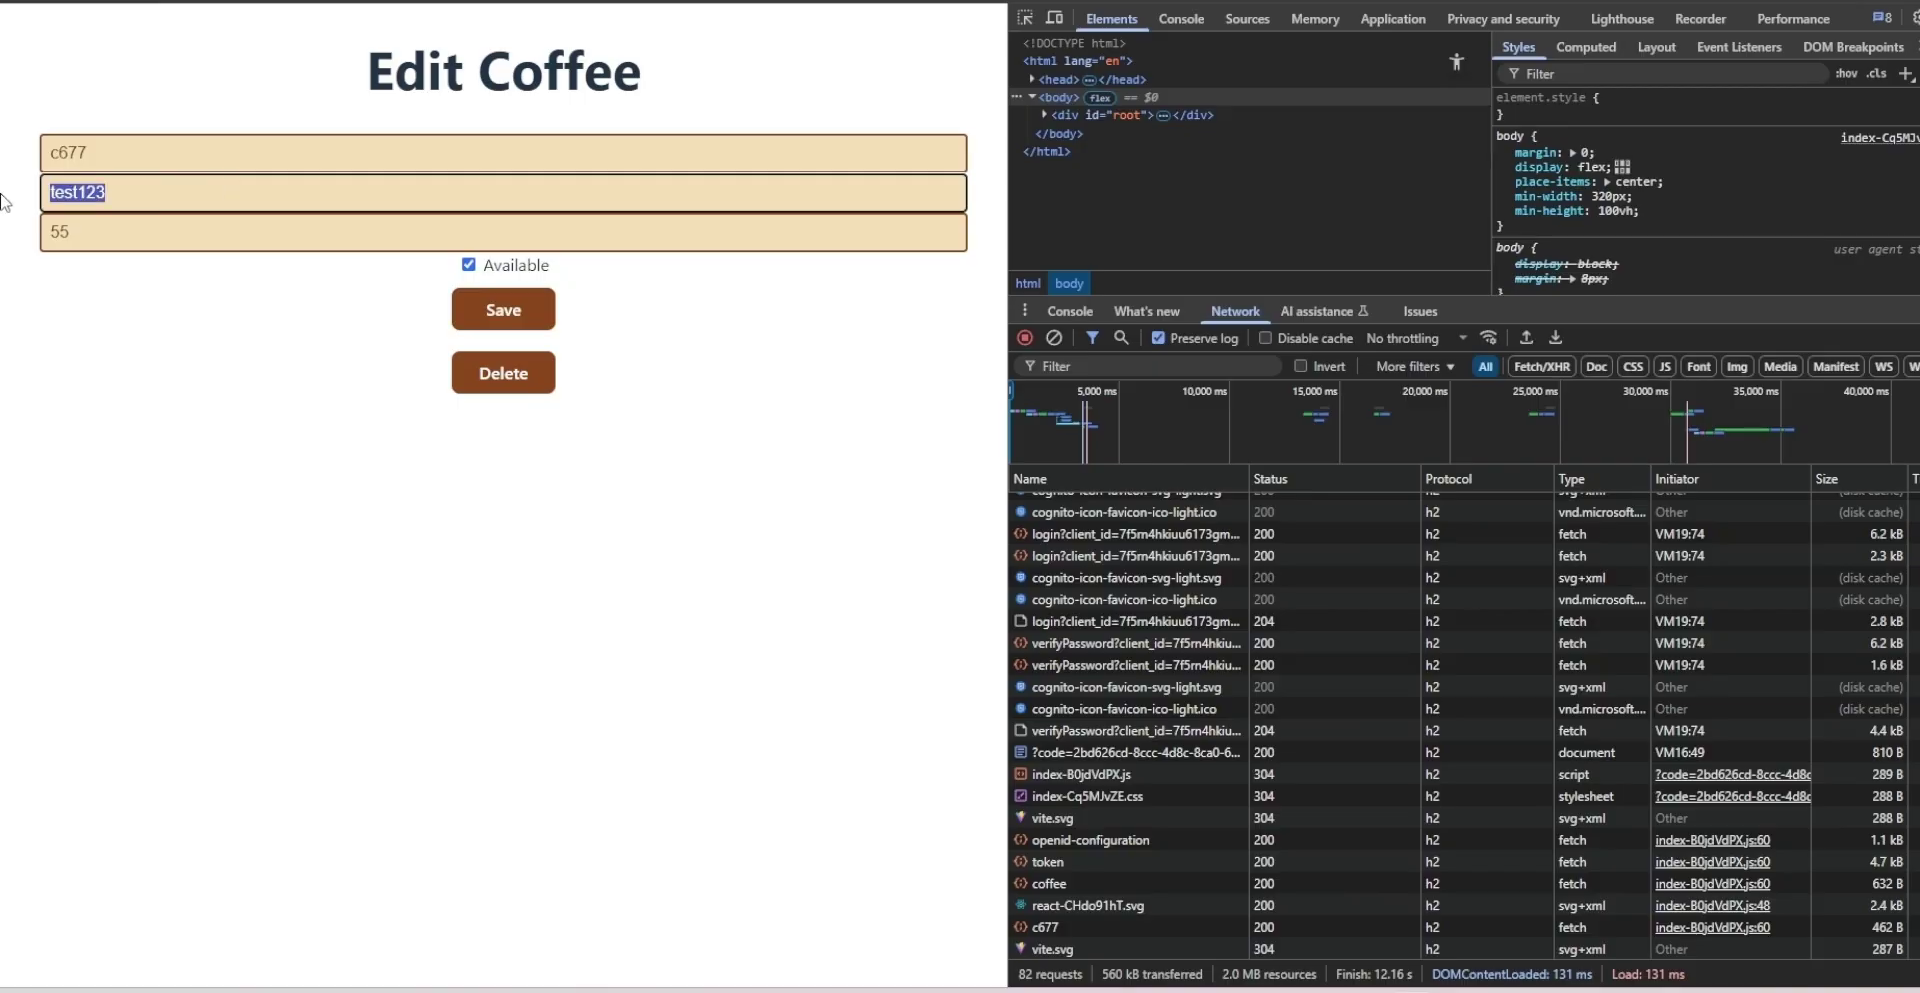 Edit Coffee
c677
test123
55
Available
Save
Delete
Elements Console Sources Memory Application Privacy and security Lighthouse Recorder Performance 8
<!DOCTYPE html>
<html lang="en">
<head> </head>
<body> flex == $0
<div id="root"> </div>
</body>
</html>
html body
Styles Computed Layout Event Listeners DOM Breakpoints
Filter :hov .cls
element.style {
}
body { index-Cq5MJv
margin: 0;
display: flex;
place-items: center;
min-width: 320px;
min-height: 100vh;
}
body { user agent st
display: block;
margin: 8px;
}
Console What's new Network AI assistance Issues
Preserve log Disable cache No throttling
Filter Invert More filters All Fetch/XHR Doc CSS JS Font Img Media Manifest WS W
5,000 ms 10,000 ms 15,000 ms 20,000 ms 25,000 ms 30,000 ms 35,000 ms 40,000 ms
Name Status Protocol Type Initiator Size T
cognito-icon-favicon-svg-light.svg 200 h2 svg+xml Other (disk cache)
cognito-icon-favicon-ico-light.ico 200 h2 vnd.microsoft.... Other (disk cache)
login?client_id=7f5m4hkiuu6173gm... 200 h2 fetch VM19:74 6.2 kB
login?client_id=7f5m4hkiuu6173gm... 200 h2 fetch VM19:74 2.3 kB
cognito-icon-favicon-svg-light.svg 200 h2 svg+xml Other (disk cache)
cognito-icon-favicon-ico-light.ico 200 h2 vnd.microsoft.... Other (disk cache)
login?client_id=7f5m4hkiuu6173gm... 204 h2 fetch VM19:74 2.8 kB
verifyPassword?client_id=7f5m4hkiu... 200 h2 fetch VM19:74 6.2 kB
verifyPassword?client_id=7f5m4hkiu... 200 h2 fetch VM19:74 1.6 kB
cognito-icon-favicon-svg-light.svg 200 h2 svg+xml Other (disk cache)
cognito-icon-favicon-ico-light.ico 200 h2 vnd.microsoft.... Other (disk cache)
verifyPassword?client_id=7f5m4hkiu... 204 h2 fetch VM19:74 4.4 kB
?code=2bd626cd-8ccc-4d8c-8ca0-6... 200 h2 document VM16:49 810 B
index-B0jdVdPX.js 304 h2 script ?code=2bd626cd-8ccc-4d8c 289 B
index-Cq5MJvZE.css 304 h2 stylesheet ?code=2bd626cd-8ccc-4d8c 288 B
vite.svg 304 h2 svg+xml Other 288 B
openid-configuration 200 h2 fetch index-B0jdVdPX.js:60 1.1 kB
token 200 h2 fetch index-B0jdVdPX.js:60 4.7 kB
coffee 200 h2 fetch index-B0jdVdPX.js:60 632 B
react-CHdo91hT.svg 200 h2 svg+xml index-B0jdVdPX.js:48 2.4 kB
c677 200 h2 fetch index-B0jdVdPX.js:60 462 B
vite.svg 304 h2 svg+xml Other 287 B
82 requests 560 kB transferred 2.0 MB resources Finish: 12.16 s DOMContentLoaded: 131 ms Load: 131 ms